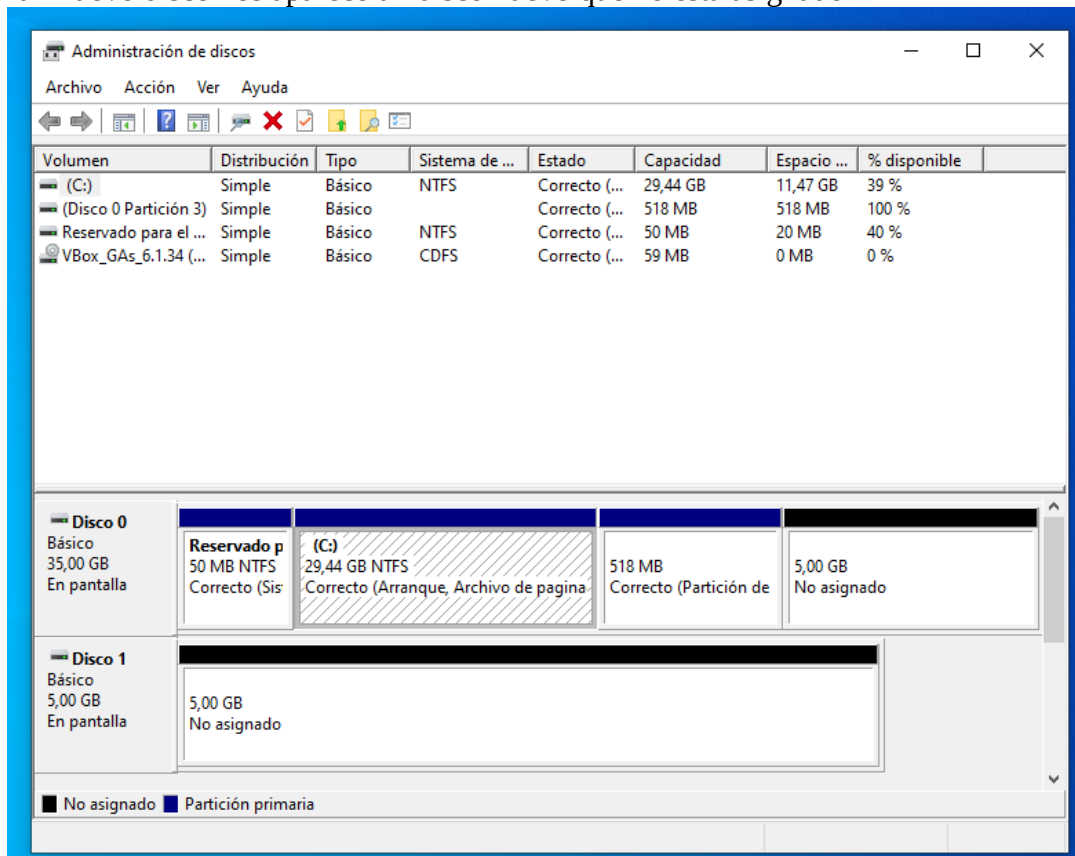 Administración de discos
Archivo Acción Ver Ayuda
Volumen Distribución Tipo Sistema de ... Estado Capacidad Espacio ... % disponible
(C:) Simple Básico NTFS Correcto (... 29,44 GB 11,47 GB 39 %
(Disco 0 Partición 3) Simple Básico Correcto (... 518 MB 518 MB 100 %
Reservado para el ... Simple Básico NTFS Correcto (... 50 MB 20 MB 40 %
VBox_GAs_6.1.34 (... Simple Básico CDFS Correcto (... 59 MB 0 MB 0 %
Disco 0
Básico
35,00 GB
En pantalla
Reservado p
50 MB NTFS
Correcto (Sis
(C:)
29,44 GB NTFS
Correcto (Arranque, Archivo de pagina
518 MB
Correcto (Partición de
5,00 GB
No asignado
Disco 1
Básico
5,00 GB
En pantalla
5,00 GB
No asignado
No asignado Partición primaria